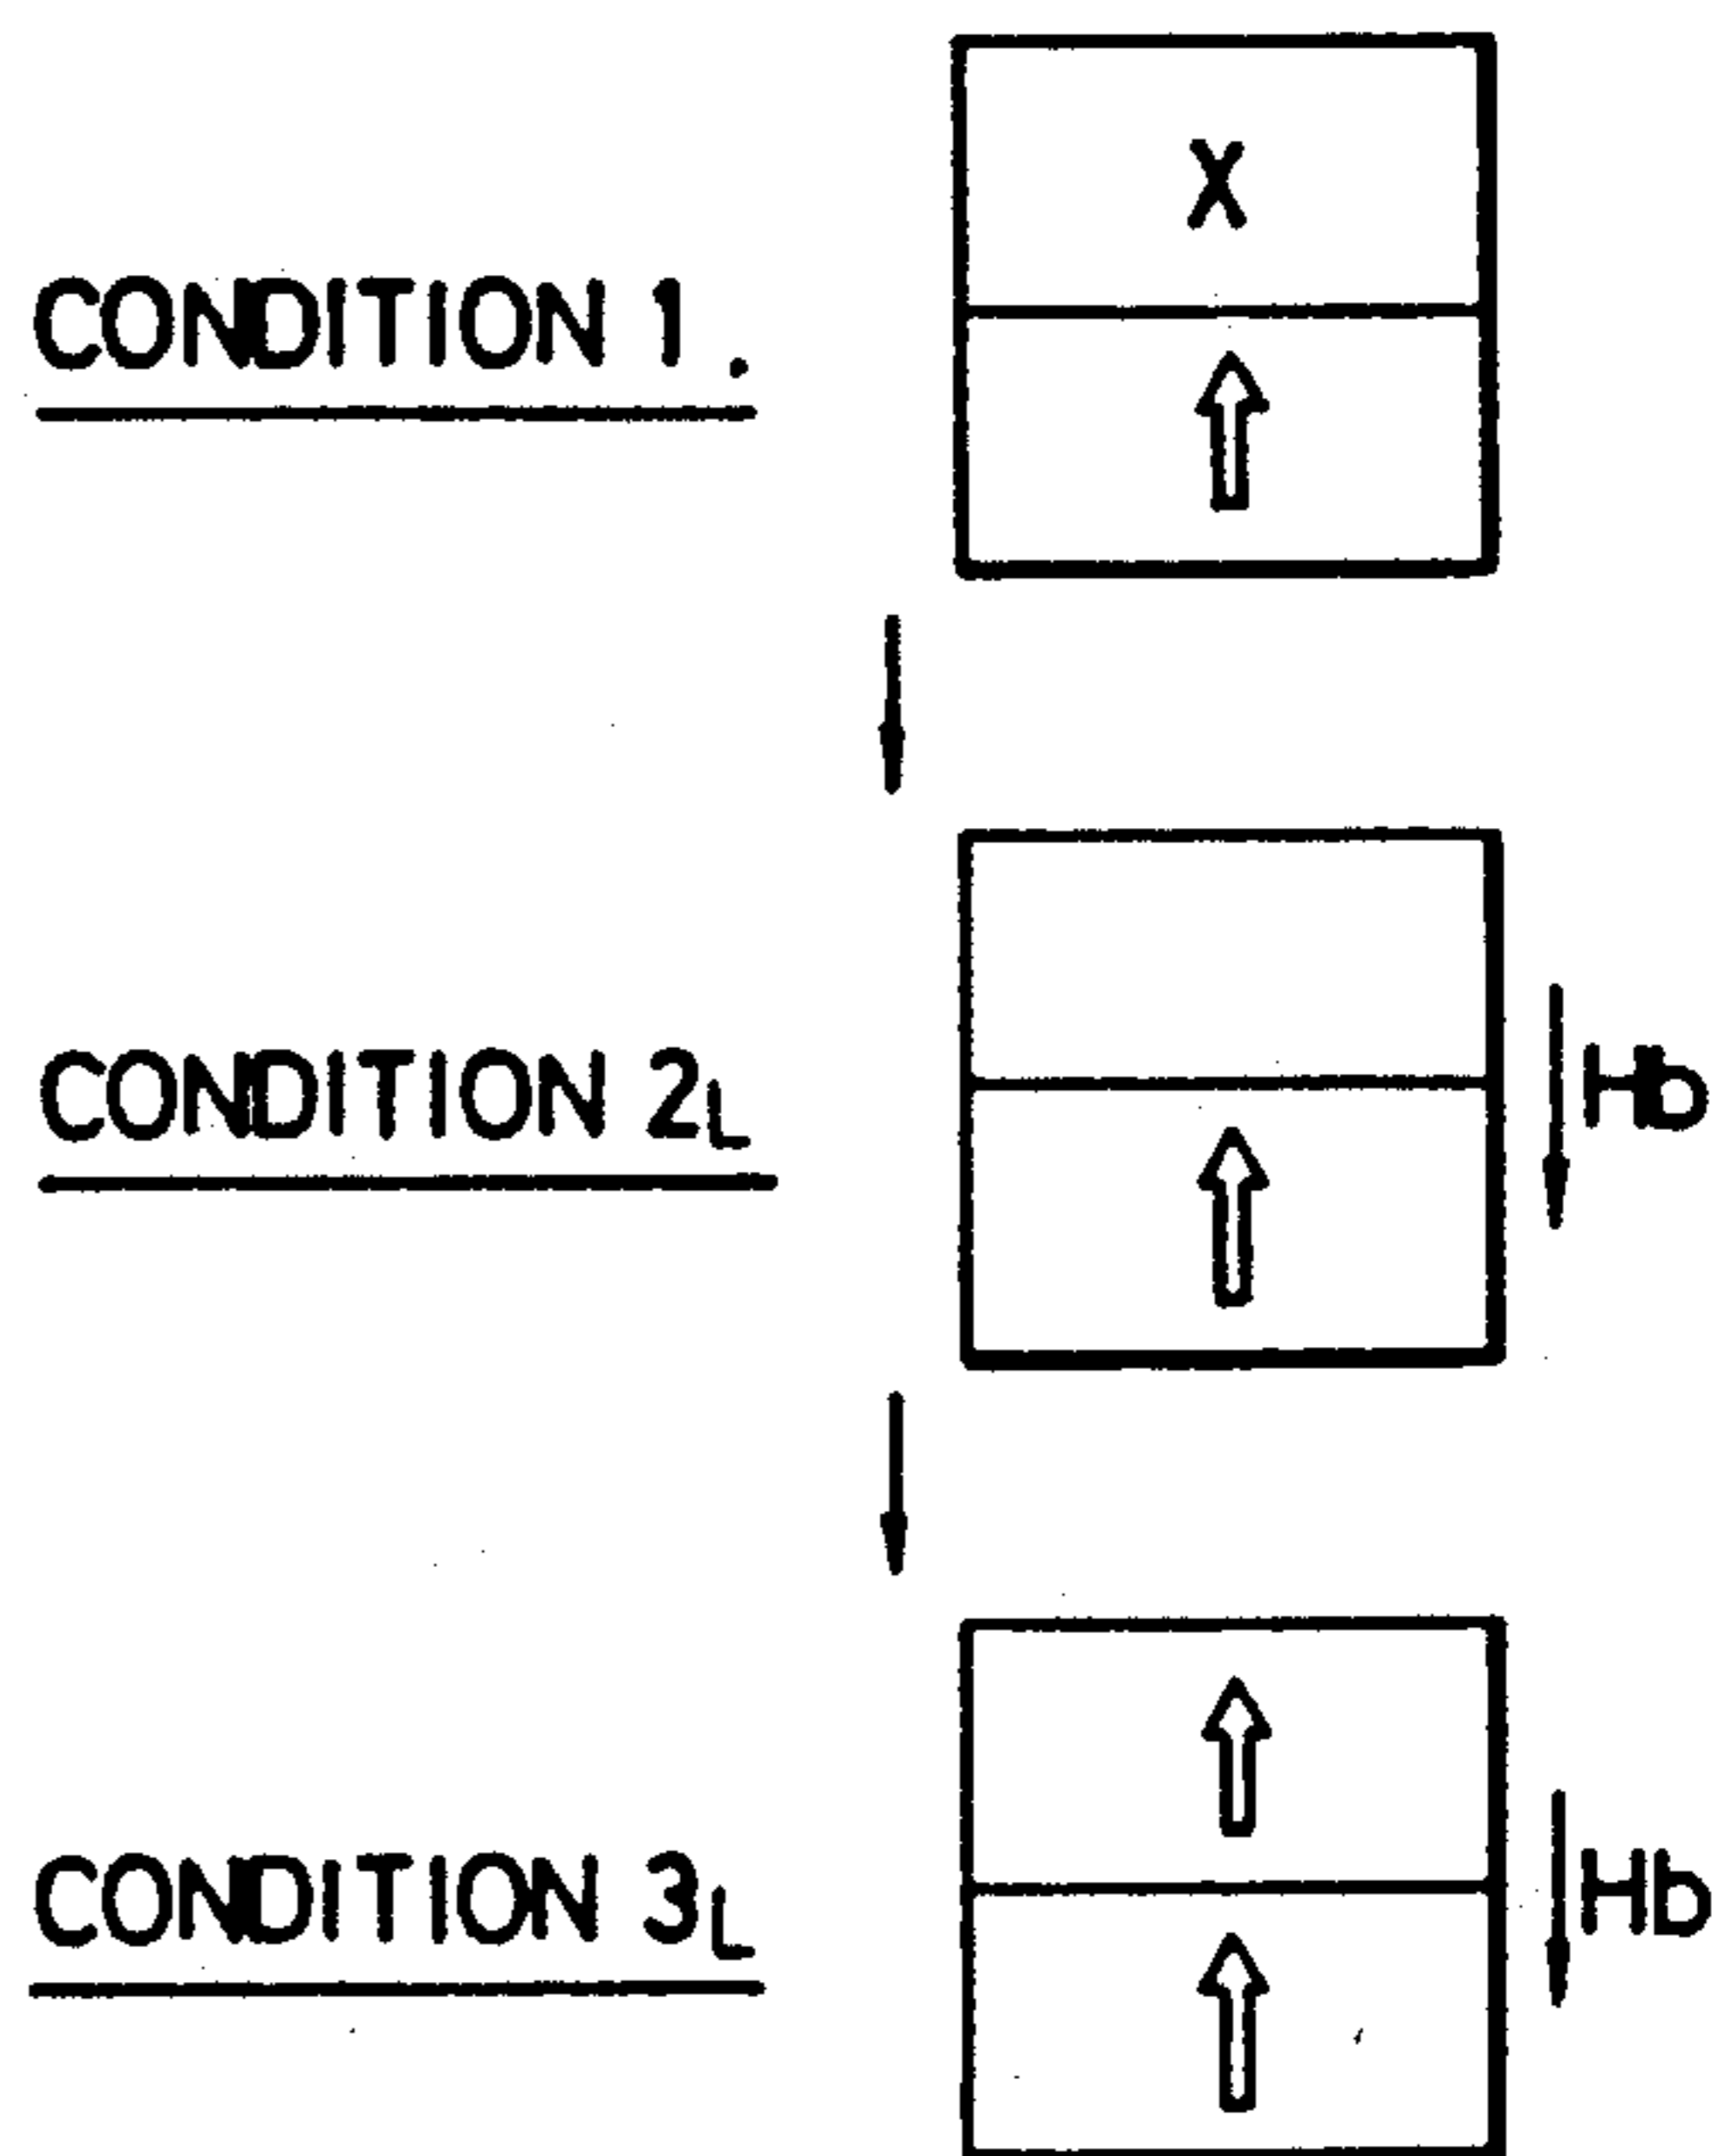 X
CONDITION 1.
CONDITION 2L
Hb
CONDITION 3L
Hb